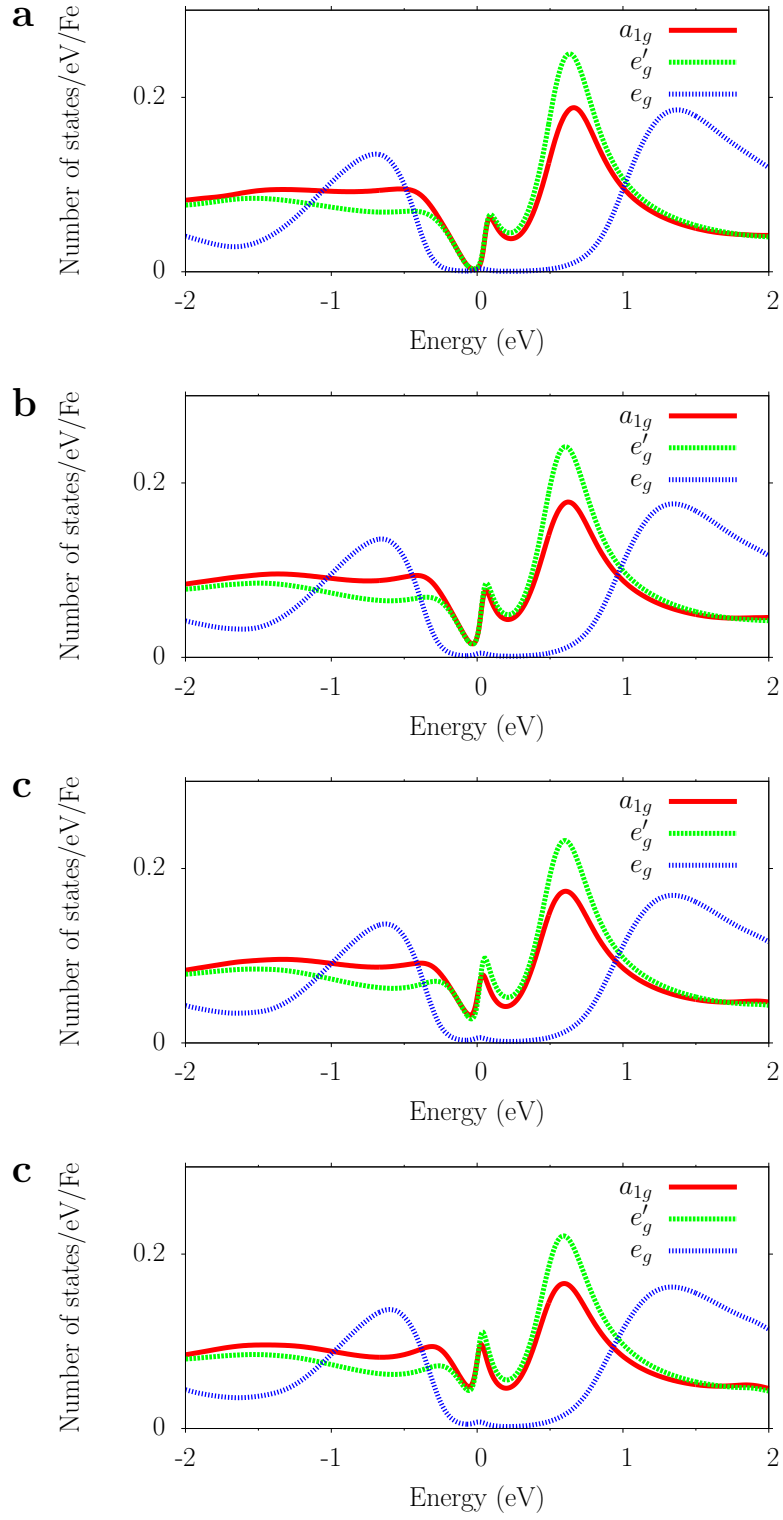 a
Number of states/eV/Fe
0.2
0
a1g
e′g
eg
-2 -1 0 1 2
Energy (eV)
b
Number of states/eV/Fe
0.2
0
a1g
e′g
eg
-2 -1 0 1 2
Energy (eV)
c
Number of states/eV/Fe
0.2
0
a1g
e′g
eg
-2 -1 0 1 2
Energy (eV)
c
Number of states/eV/Fe
0.2
0
a1g
e′g
eg
-2 -1 0 1 2
Energy (eV)